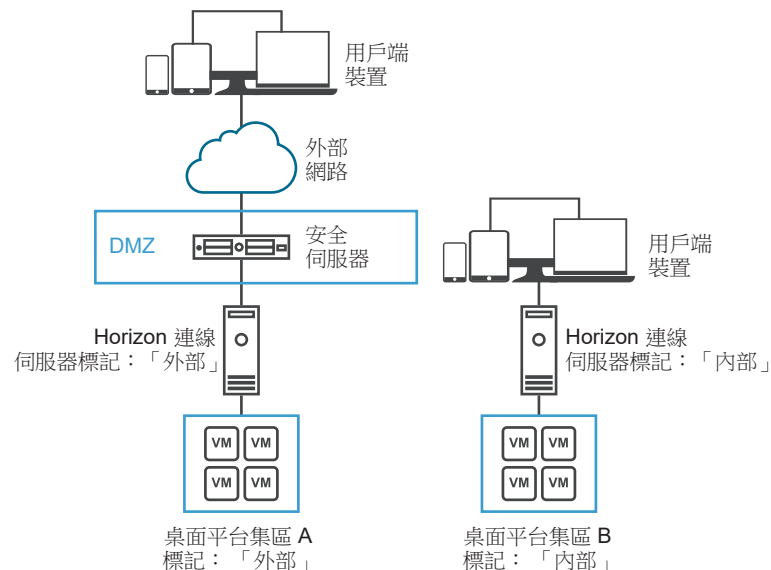 用戶端
裝置
外部
網路
DMZ
安全
伺服器
Horizon 連線
伺服器標記：「外部」
VM VM
VM VM
桌面平台集區 A
標記：「外部」
用戶端
裝置
Horizon 連線
伺服器標記：「內部」
VM VM
VM VM
桌面平台集區 B
標記：「內部」